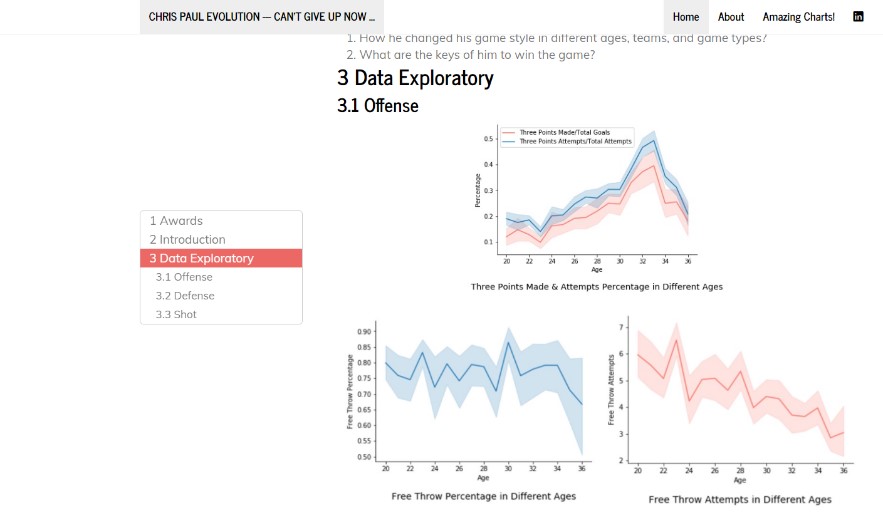 CHRIS PAUL EVOLUTION — CAN'T GIVE UP NOW ...
Home
About
Amazing Charts!
in
1. How he changed his game style in different ages, teams, and game types?
2. What are the keys of him to win the game?
3 Data Exploratory
3.1 Offense
1 Awards
2 Introduction
3 Data Exploratory
3.1 Offense
3.2 Defense
3.3 Shot
Three Points Made/Total Goals
Three Points Attempts/Total Attempts
Percentage
0.5
0.4
0.3
0.2
0.1
20 22 24 26 28 30 32 34 36
Age
Three Points Made & Attempts Percentage in Different Ages
Free Throw Percentage
0.90
0.85
0.80
0.75
0.70
0.65
0.60
0.55
0.50
20 22 24 26 28 30 32 34 36
Age
Free Throw Percentage in Different Ages
Free Throw Attempts
7
6
5
4
3
2
20 22 24 26 28 30 32 34 36
Age
Free Throw Attempts in Different Ages